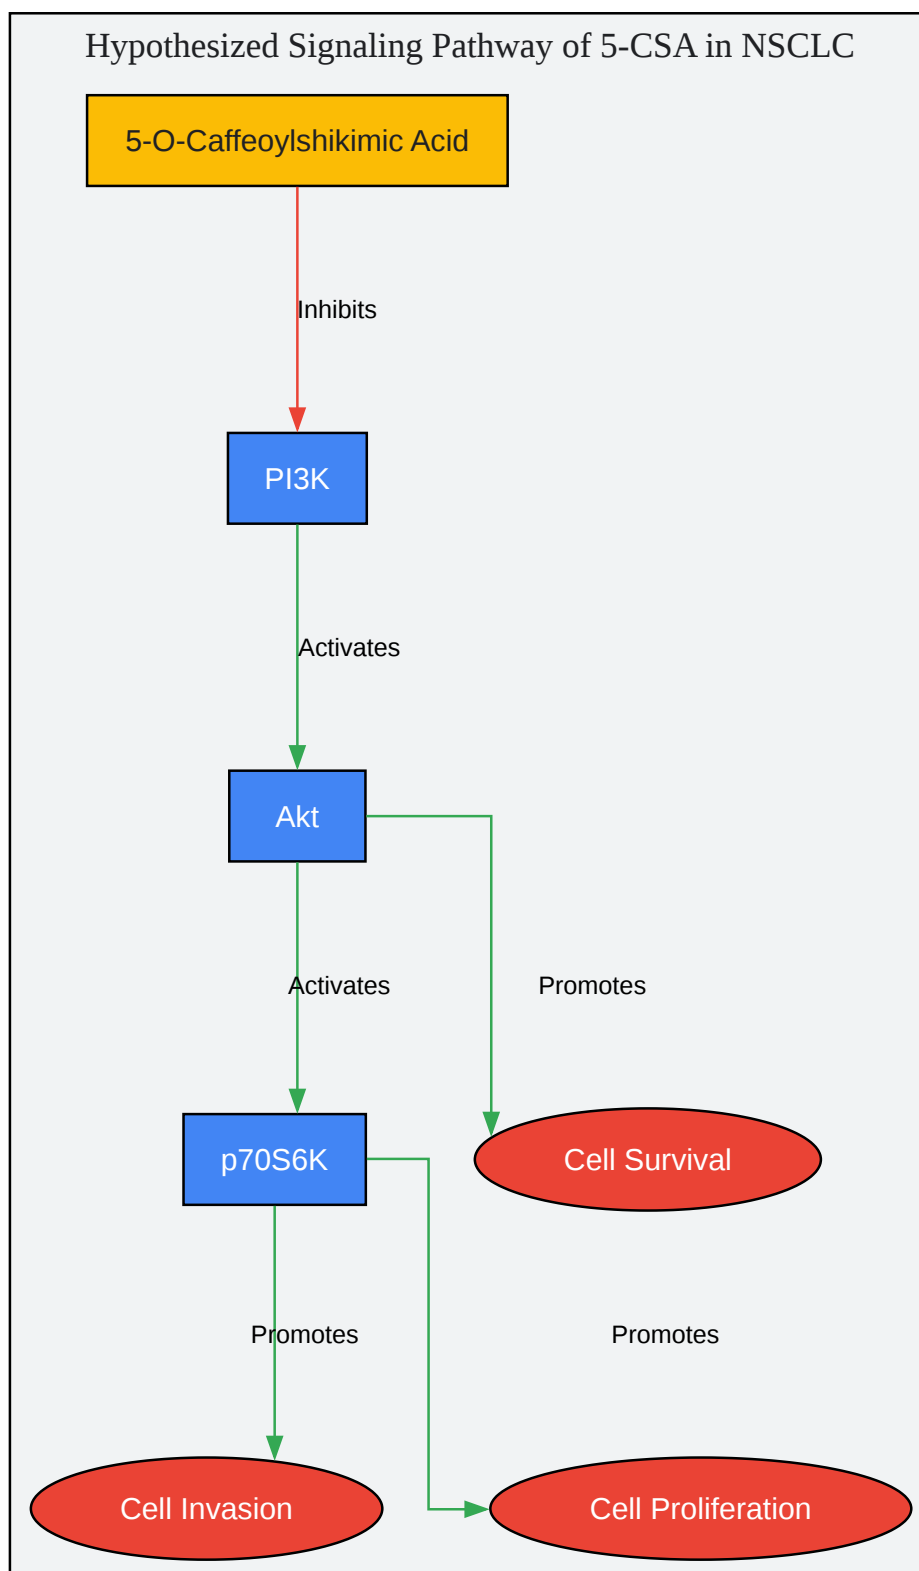 Hypothesized Signaling Pathway of 5-CSA in NSCLC
5-O-Caffeoylshikimic Acid
Inhibits
PI3K
Activates
Akt
Activates
Promotes
p70S6K
Cell Survival
Promotes
Promotes
Cell Invasion
Cell Proliferation